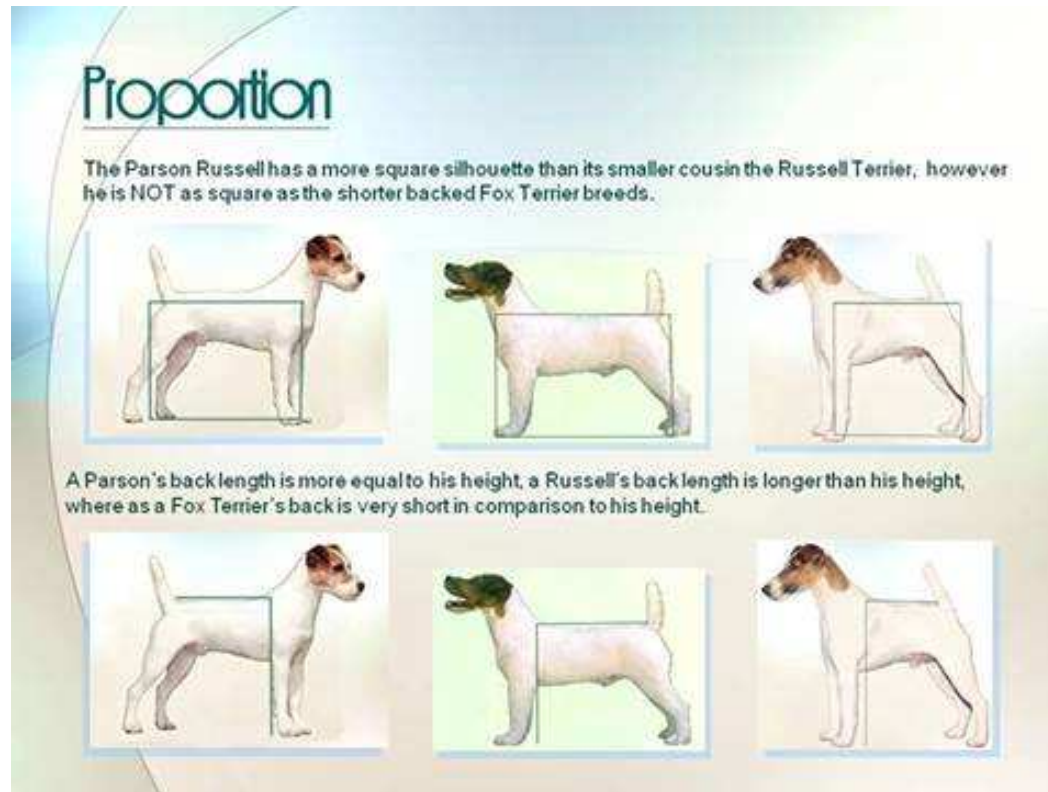 Proportion
The Parson Russell has a more square silhouette than its smaller cousin the Russell Terrier, however
he is NOT as square as the shorter backed Fox Terrier breeds.
A Parson's back length is more equal to his height, a Russell's back length is longer than his height,
where as a Fox Terrier's back is very short in comparison to his height.